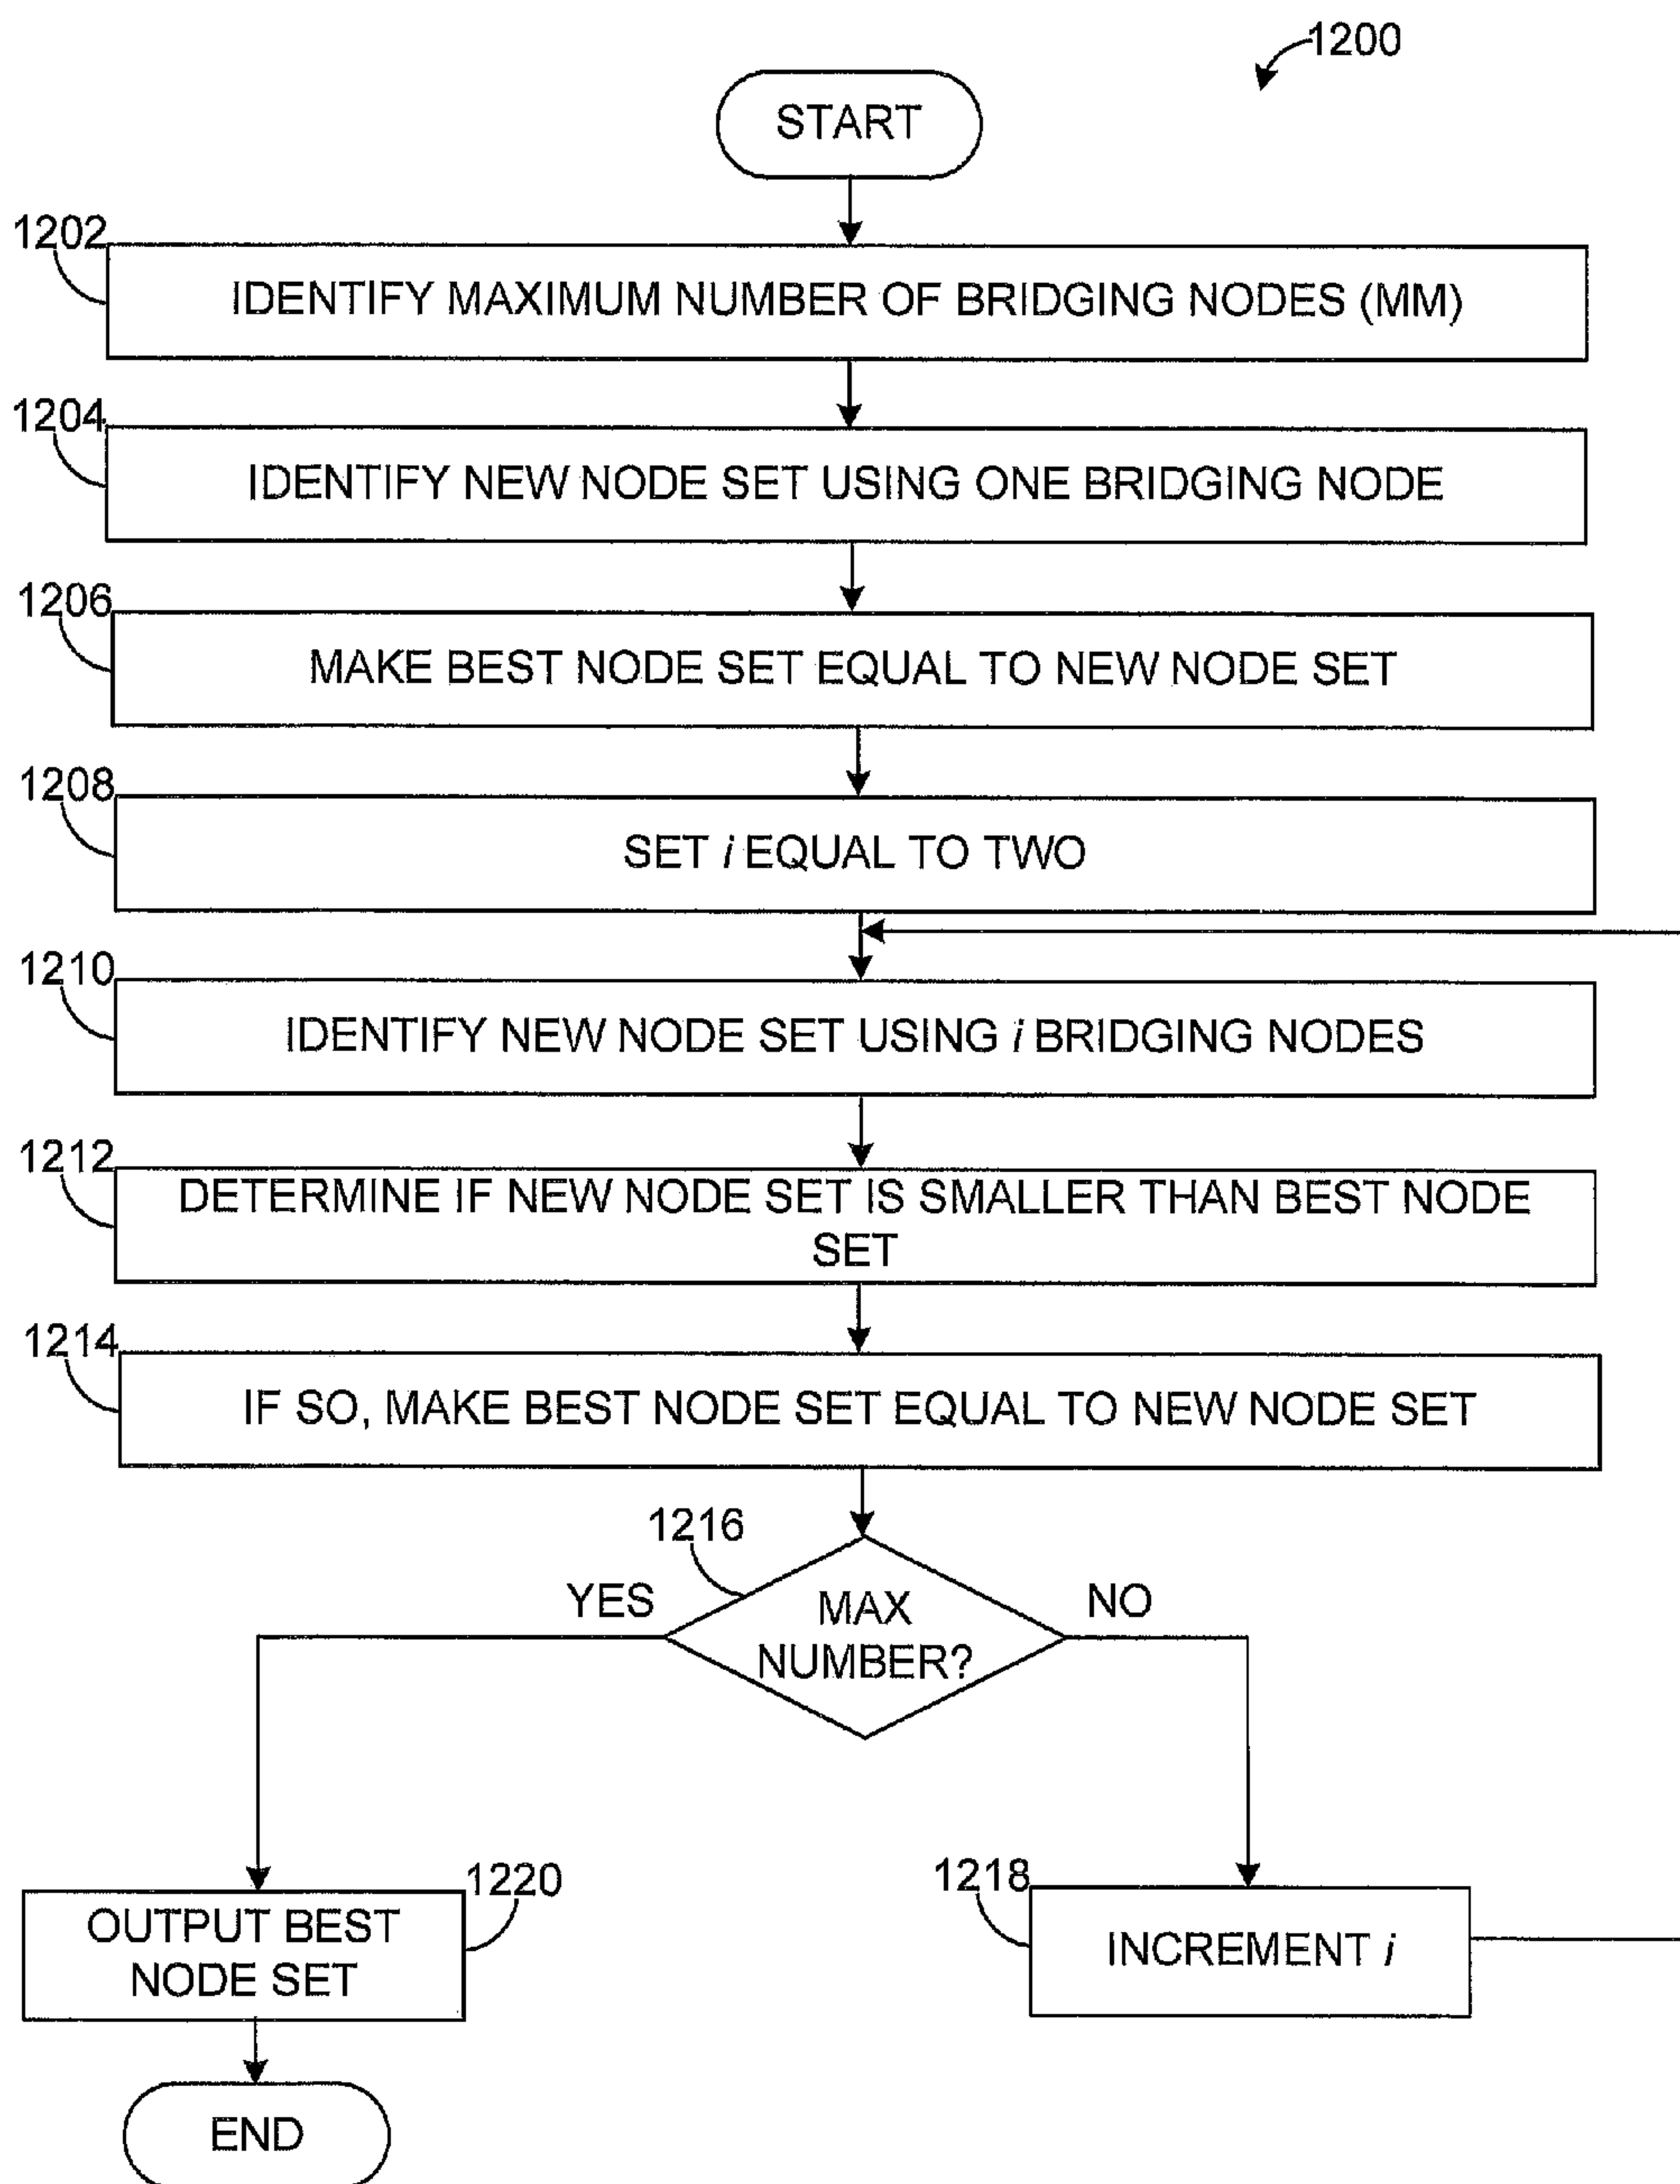 1200
START
1202
IDENTIFY MAXIMUM NUMBER OF BRIDGING NODES (MM)
1204
IDENTIFY NEW NODE SET USING ONE BRIDGING NODE
1206
MAKE BEST NODE SET EQUAL TO NEW NODE SET
1208
SET i EQUAL TO TWO
1210
IDENTIFY NEW NODE SET USING i BRIDGING NODES
1212
DETERMINE IF NEW NODE SET IS SMALLER THAN BEST NODE
SET
1214
IF SO, MAKE BEST NODE SET EQUAL TO NEW NODE SET
1216
YES
MAX
NUMBER?
NO
1220
OUTPUT BEST
NODE SET
1218
INCREMENT i
END